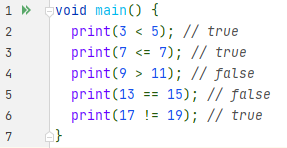 1 void main() {
2 print(3 < 5); // true
3 print(7 <= 7); // true
4 print(9 > 11); // false
5 print(13 == 15); // false
6 print(17 != 19); // true
7 }